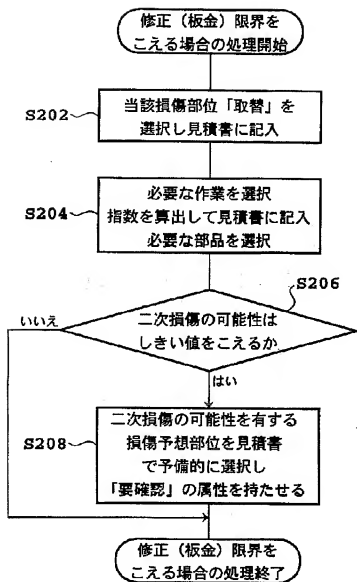 修正（板金）限界を
こえる場合の処理開始
S202
当該損傷部位「取替」を
選択し見積書に記入
S204
必要な作業を選択
指数を算出して見積書に記入
必要な部品を選択
S206
二次損傷の可能性は
しきい値をこえるか
いいえ
はい
S208
二次損傷の可能性を有する
損傷予想部位を見積書
で予備的に選択し
「要確認」の属性を持たせる
修正（板金）限界を
こえる場合の処理終了